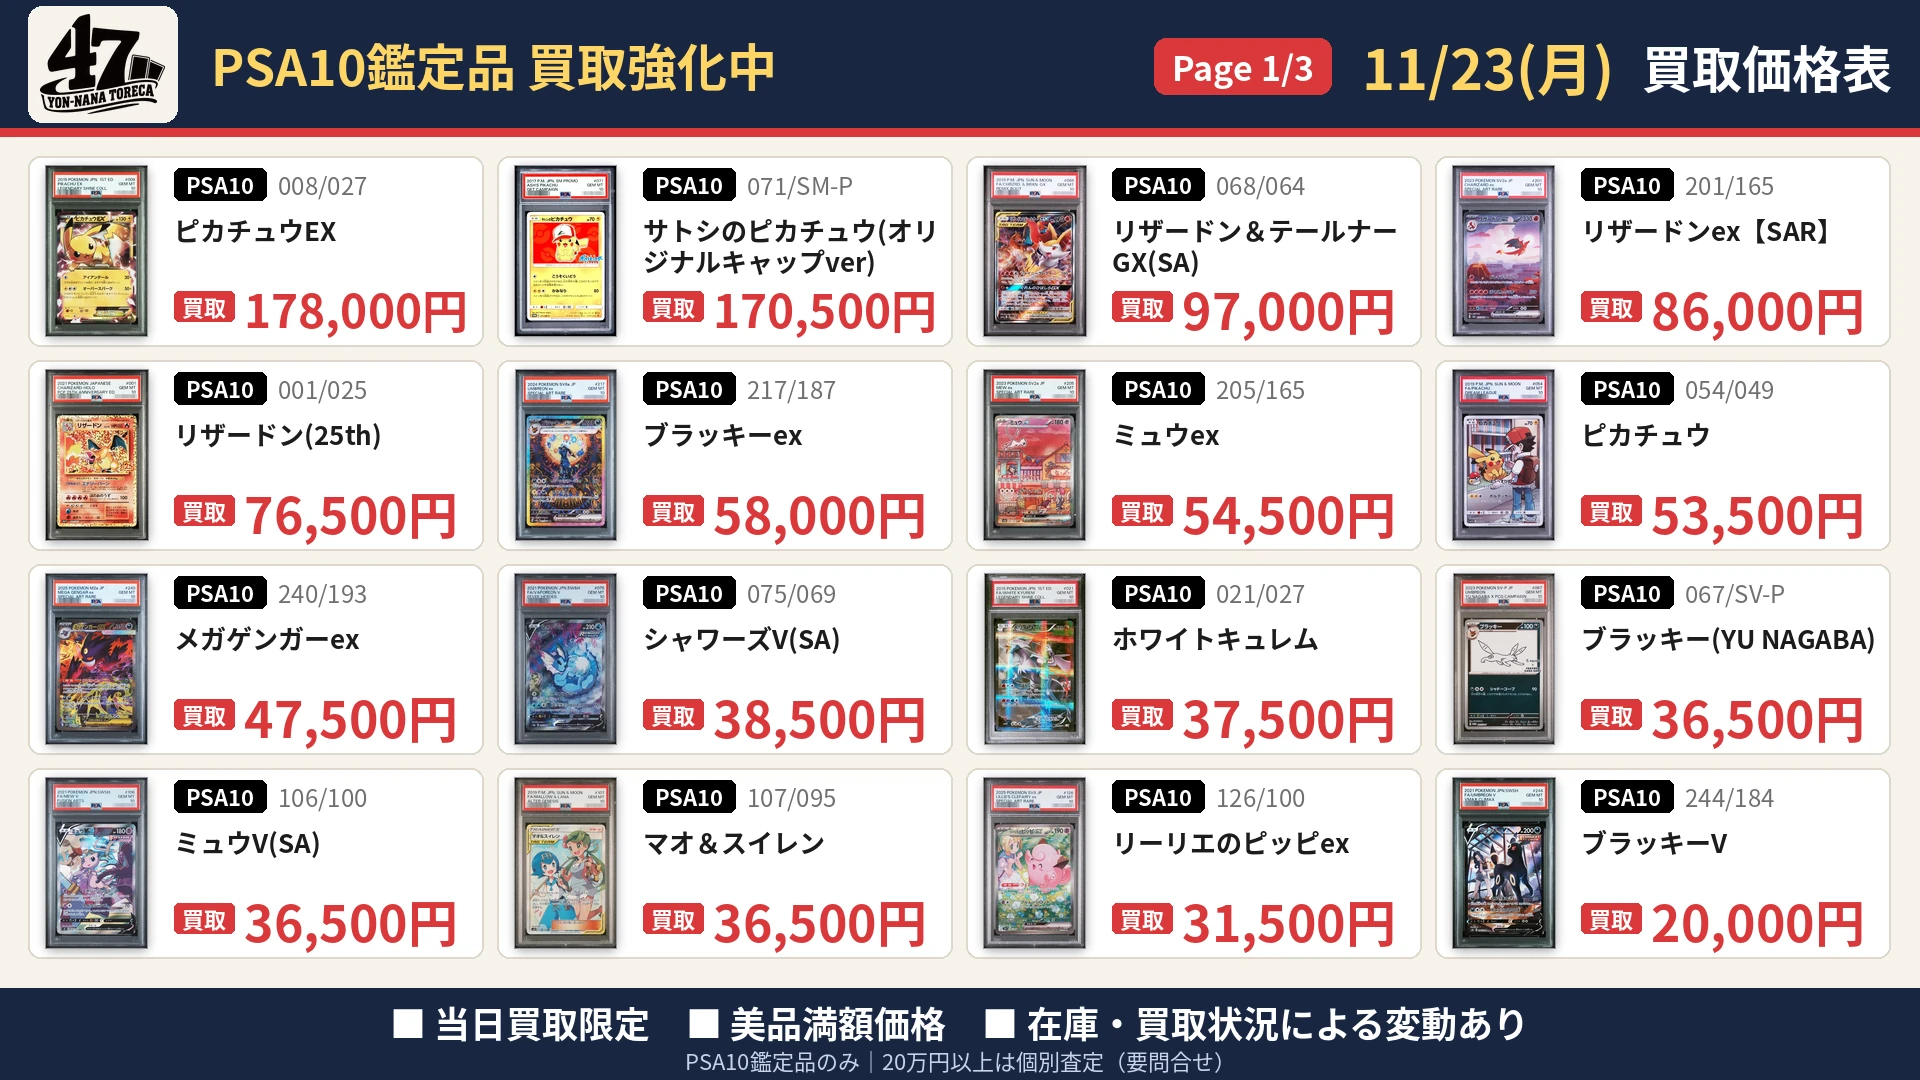 47
YON-NANA TORECA
PSA10鑑定品 買取強化中
Page 1/3
11/23(月) 買取価格表
PSA10 008/027
ピカチュウEX
買取 178,000円
PSA10 071/SM-P
サトシのピカチュウ(オリ
ジナルキャップver)
買取 170,500円
PSA10 068/064
リザードン＆テールナー
GX(SA)
買取 97,000円
PSA10 201/165
リザードンex【SAR】
買取 86,000円
PSA10 001/025
リザードン(25th)
買取 76,500円
PSA10 217/187
ブラッキーex
買取 58,000円
PSA10 205/165
ミュウex
買取 54,500円
PSA10 054/049
ピカチュウ
買取 53,500円
PSA10 240/193
メガゲンガーex
買取 47,500円
PSA10 075/069
シャワーズV(SA)
買取 38,500円
PSA10 021/027
ホワイトキュレム
買取 37,500円
PSA10 067/SV-P
ブラッキー(YU NAGABA)
買取 36,500円
PSA10 106/100
ミュウV(SA)
買取 36,500円
PSA10 107/095
マオ＆スイレン
買取 36,500円
PSA10 126/100
リーリエのピッピex
買取 31,500円
PSA10 244/184
ブラッキーV
買取 20,000円
■ 当日買取限定 ■ 美品満額価格 ■ 在庫・買取状況による変動あり
PSA10鑑定品のみ｜20万円以上は個別査定（要問合せ）